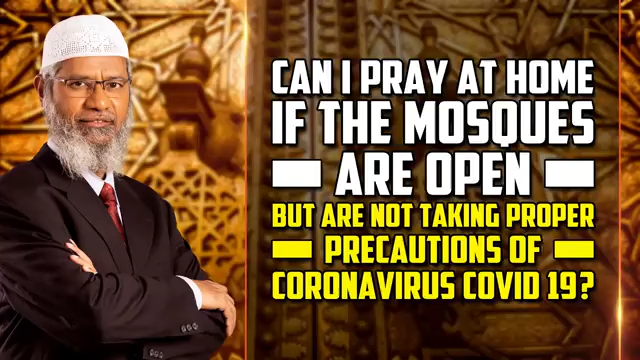 CAN I PRAY AT HOME
IF THE MOSQUES
ARE OPEN
BUT ARE NOT TAKING PROPER
PRECAUTIONS OF
CORONAVIRUS COVID 19?